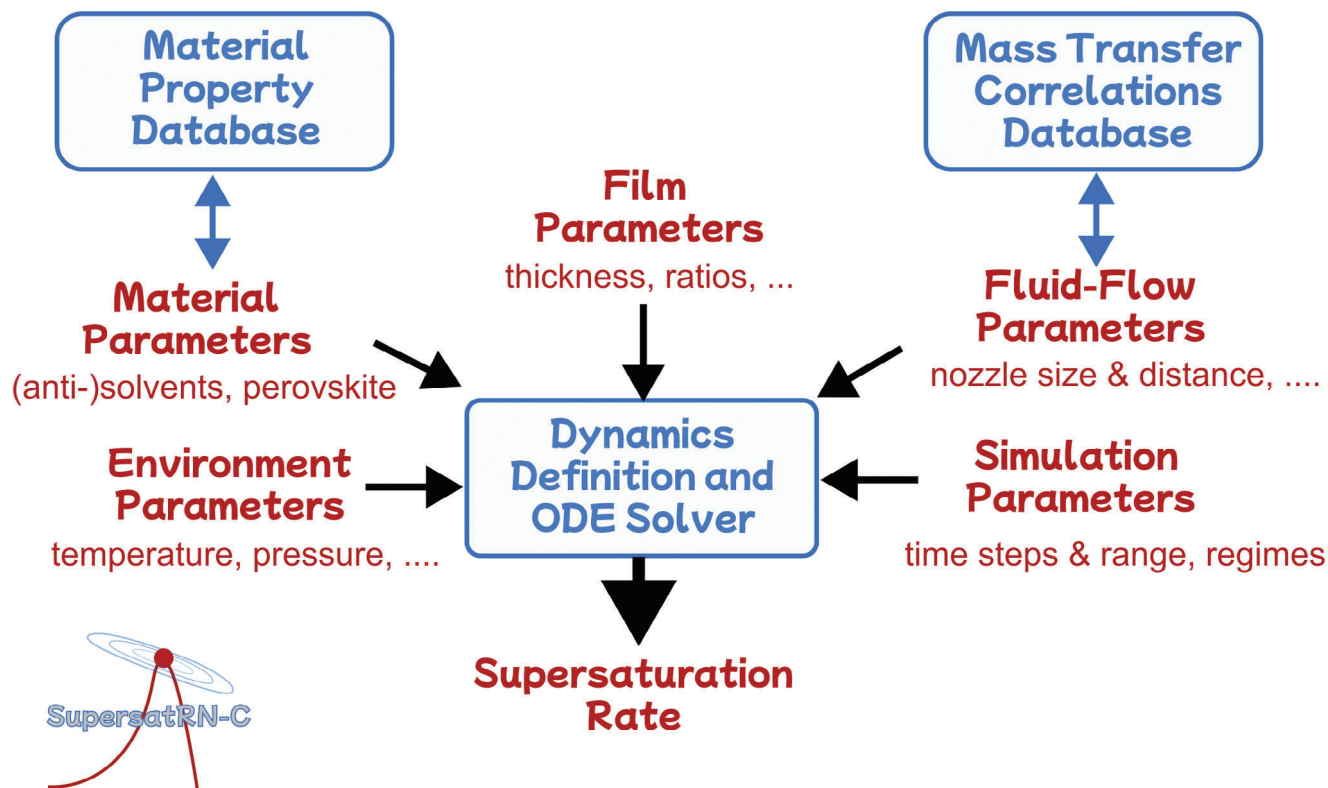 Material
Property
Database
Mass Transfer
Correlations
Database
Film
Parameters
thickness, ratios, ...
Material
Parameters
(anti-)solvents, perovskite
Fluid-Flow
Parameters
nozzle size & distance, ....
Environment
Parameters
temperature, pressure, ....
Dynamics
Definition and
ODE Solver
Simulation
Parameters
time steps & range, regimes
Supersaturation
Rate
SupersatRN-C